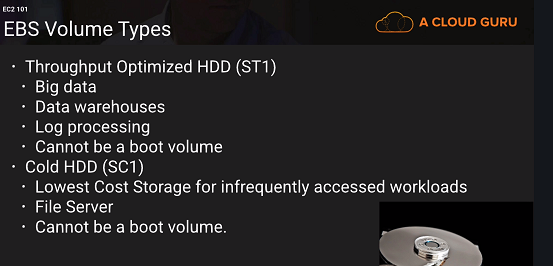 EC2 101
EBS Volume Types
A CLOUD GURU
· Throughput Optimized HDD (ST1)
· Big data
· Data warehouses
· Log processing
· Cannot be a boot volume
· Cold HDD (SC1)
· Lowest Cost Storage for infrequently accessed workloads
· File Server
· Cannot be a boot volume.